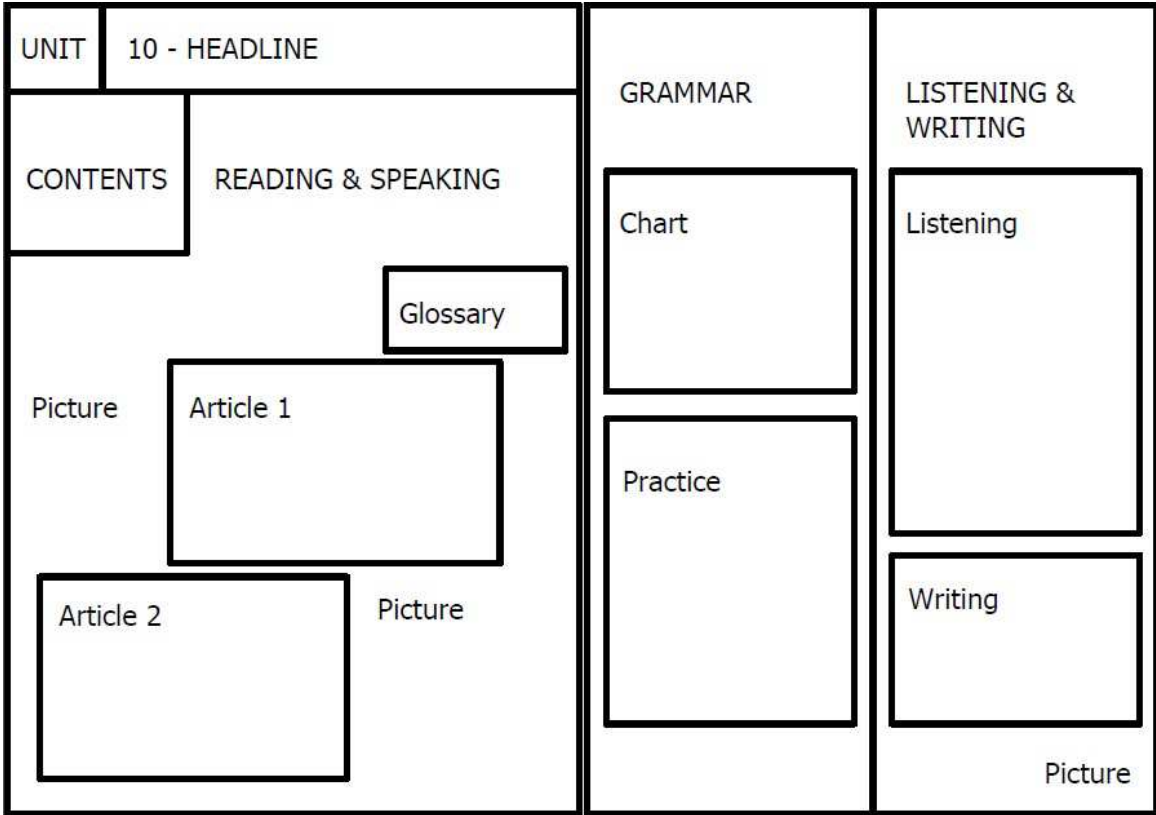 UNIT
10 - HEADLINE
CONTENTS
READING & SPEAKING
Glossary
Picture
Article 1
Article 2
Picture
GRAMMAR
Chart
Practice
LISTENING &
WRITING
Listening
Writing
Picture